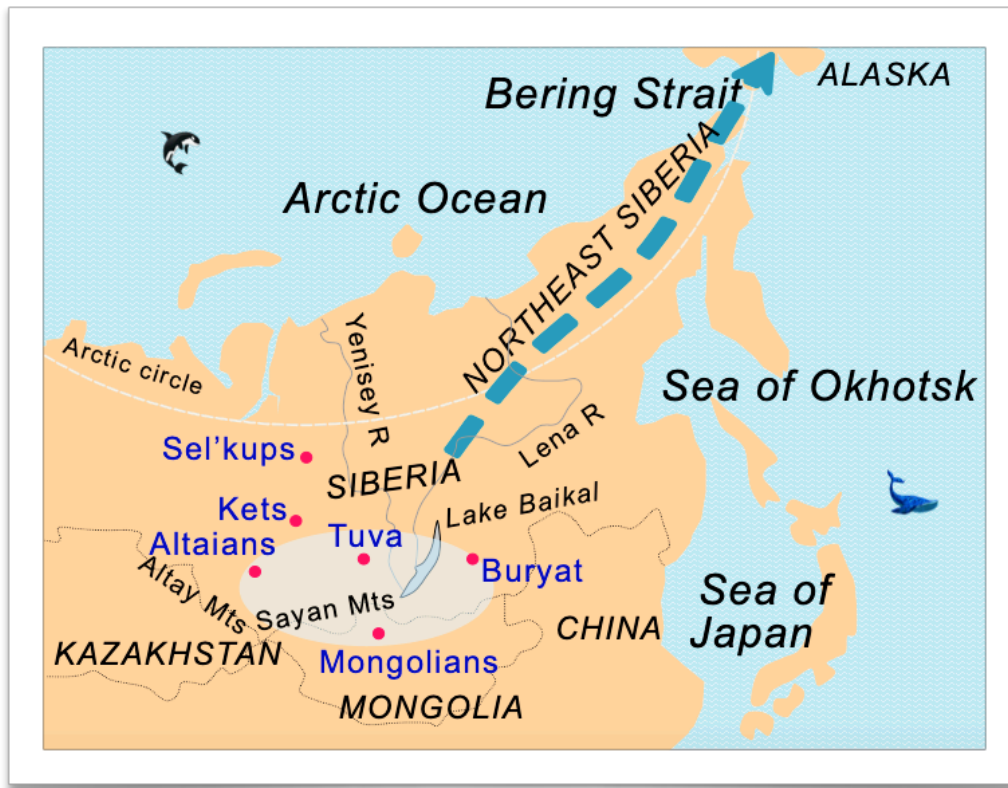 ALASKA
Bering Strait
Arctic Ocean
NORTHEAST SIBERIA
Arctic circle
Yenisey R
Sea of Okhotsk
Lena R
Sel'kups
SIBERIA
Kets
Lake Baikal
Tuva
Altaians
Buryat
Altay Mts
Sayan Mts
Sea of
Japan
CHINA
KAZAKHSTAN
Mongolians
MONGOLIA